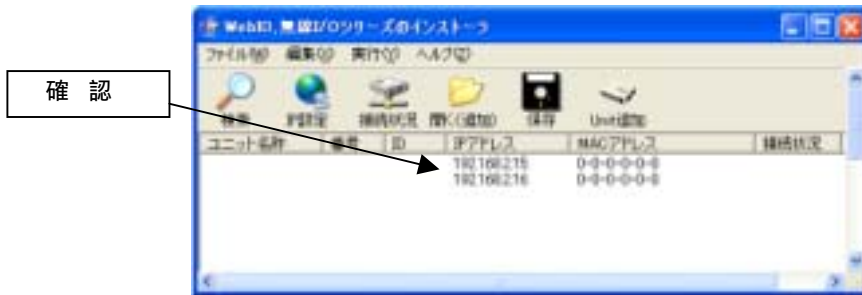 WebIO,無線I/Oシリーズのインストーラ
ファイル(W) 編集(X) 実行(Y) ヘルプ(Z)
確 認
検索 IP設定 接続状況 開く(追加) 保存 Unit追加
ユニット名称 番号 ID IPアドレス MACアドレス 接続状況
192.168.2.15 0-0-0-0-0-0
192.168.2.16 0-0-0-0-0-0